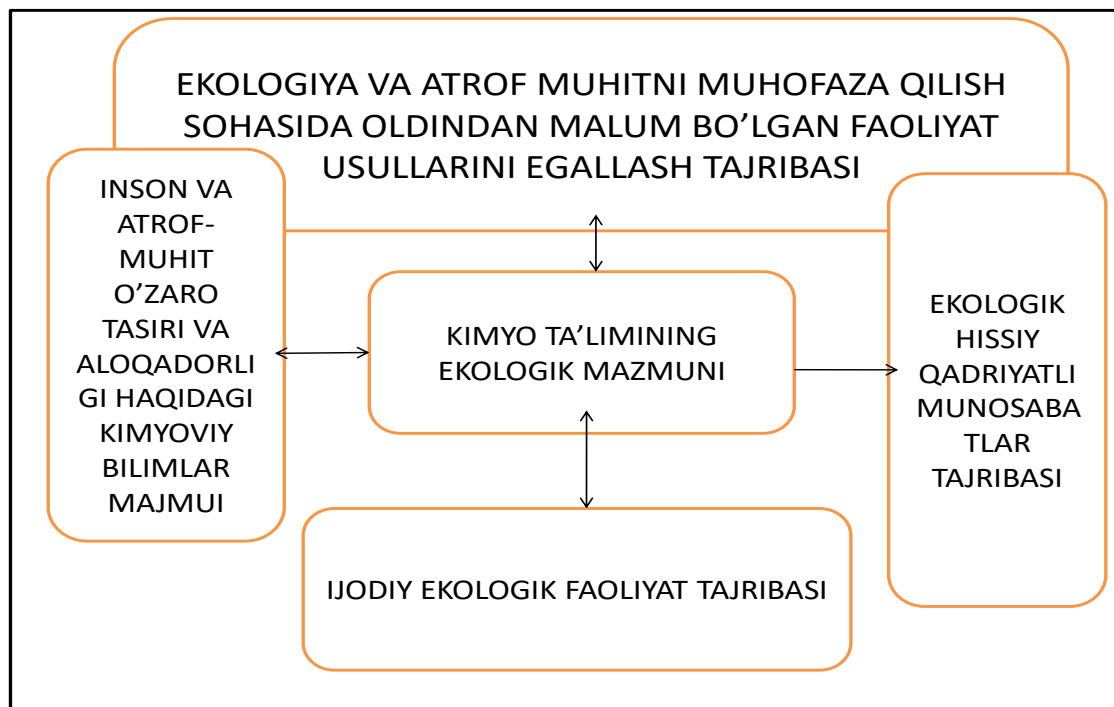 EKOLOGIYA VA ATROF MUHITNI MUHOFAZA QILISH
SOHASIDA OLDINDAN MALUM BO’LGAN FAOLIYAT
USULLARINI EGALLASH TAJRIBASI
INSON VA
ATROF-
MUHIT
O’ZARO
TASIRI VA
ALOQADORLI
GI HAQIDAGI
KIMYOVIY
BILIMLAR
MAJMUI
KIMYO TA’LIMINING
EKOLOGIK MAZMUNI
EKOLOGIK
HISSIY
QADRIYATLI
MUNOSABA
TLAR
TAJRIBASI
IJODIY EKOLOGIK FAOLIYAT TAJRIBASI